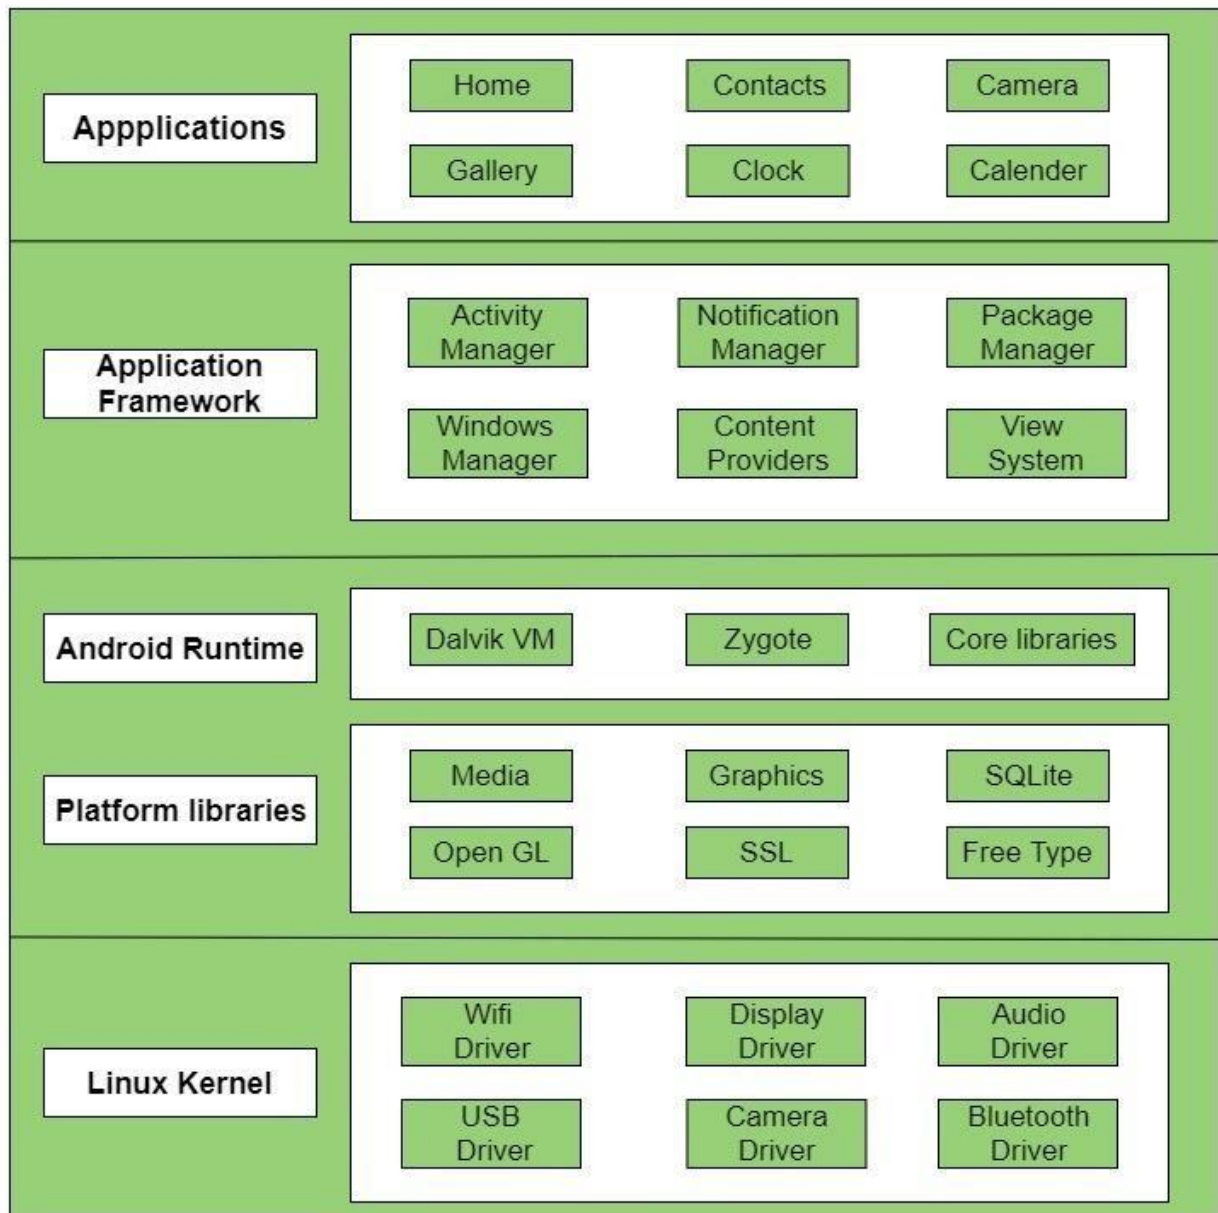 Appplications
Home
Contacts
Camera
Gallery
Clock
Calender
Application
Framework
Activity
Manager
Notification
Manager
Package
Manager
Windows
Manager
Content
Providers
View
System
Android Runtime
Dalvik VM
Zygote
Core libraries
Platform libraries
Media
Graphics
SQLite
Open GL
SSL
Free Type
Linux Kernel
Wifi
Driver
Display
Driver
Audio
Driver
USB
Driver
Camera
Driver
Bluetooth
Driver